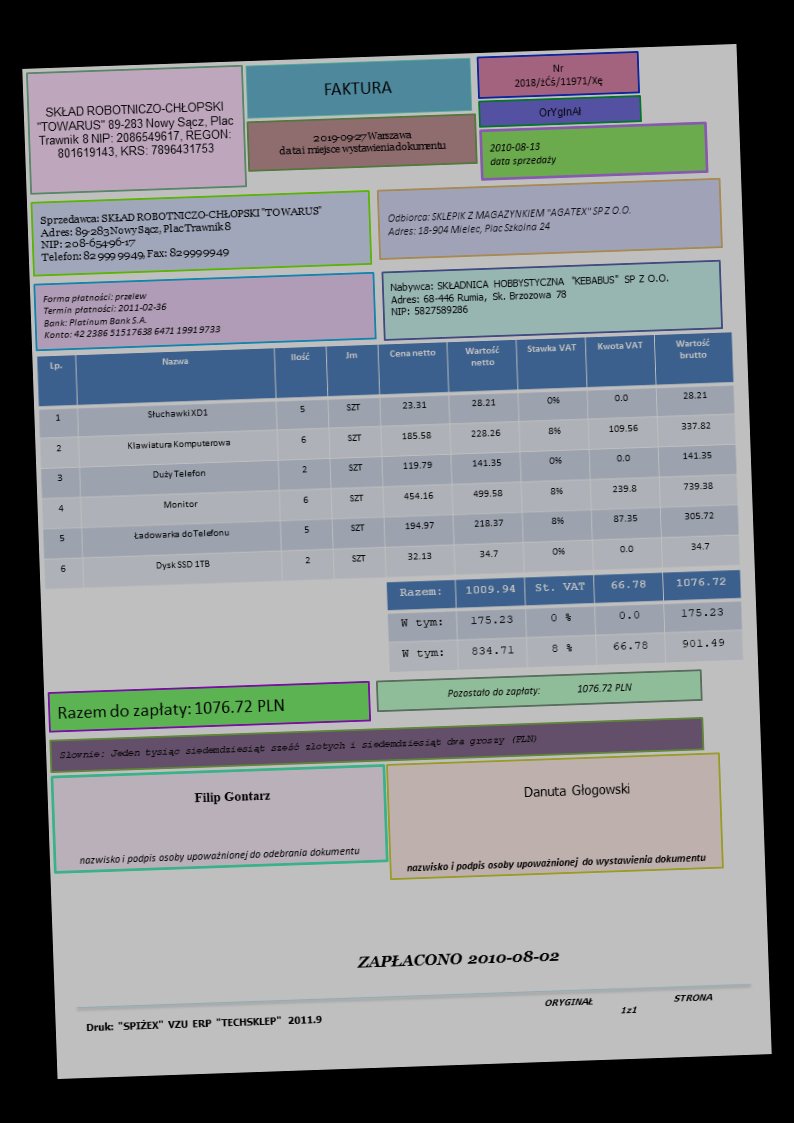 SKŁAD ROBOTNICZO-CHŁOPSKI
"TOWARUS" 89-283 Nowy Sącz, Plac
Trawnik 8 NIP: 2086549617, REGON:
801619143, KRS: 7896431753
FAKTURA
2019-09-27 Warszawa
data i miejsce wystawienia dokumentu
Nr
2018/żĆś/11971/Xę
OrYgInAł
2010-08-13
data sprzedaży
Sprzedawca: SKŁAD ROBOTNICZO-CHŁOPSKI "TOWARUS"
Adres: 89-283 Nowy Sącz, Plac Trawnik 8
NIP: 208-654-96-17
Telefon: 82 999 9949, Fax: 829999949
Odbiorca: SKLEPIK Z MAGAZYNKIEM "AGATEX" SP Z O.O.
Adres: 18-904 Mielec, Plac Szkolna 24
Forma płatności: przelew
Termin płatności: 2011-02-36
Bank: Platinum Bank S.A.
Konto: 42 2386 5151 7638 6471 1991 9733
Nabywca: SKŁADNICA HOBBYSTYCZNA "KEBABUS" SP Z O.O.
Adres: 68-446 Rumia, Sk. Brzozowa 78
NIP: 5827589286
Lp. Nazwa Ilość Jm Cena netto Wartość netto Stawka VAT Kwota VAT Wartość brutto
1 Słuchawki XD1 5 SZT 23.31 28.21 0% 0.0 28.21
2 Klawiatura Komputerowa 6 SZT 185.58 228.26 8% 109.56 337.82
3 Duży Telefon 2 SZT 119.79 141.35 0% 0.0 141.35
4 Monitor 6 SZT 454.16 499.58 8% 239.8 739.38
5 Ładowarka do Telefonu 5 SZT 194.97 218.37 8% 87.35 305.72
6 Dysk SSD 1TB 2 SZT 32.13 34.7 0% 0.0 34.7
Razem: 1009.94 St. VAT 66.78 1076.72
W tym: 175.23 0 % 0.0 175.23
W tym: 834.71 8 % 66.78 901.49
Razem do zapłaty: 1076.72 PLN
Pozostało do zapłaty: 1076.72 PLN
Słownie: Jeden tysiąc siedemdziesiąt sześć złotych i siedemdziesiąt dwa groszy (PLN)
Filip Gontarz
nazwisko i podpis osoby upoważnionej do odebrania dokumentu
Danuta Głogowski
nazwisko i podpis osoby upoważnionej do wystawienia dokumentu
ZAPŁACONO 2010-08-02
Druk: "SPIŻEX" VZU ERP "TECHSKLEP" 2011.9
ORYGINAŁ
STRONA
1 z 1